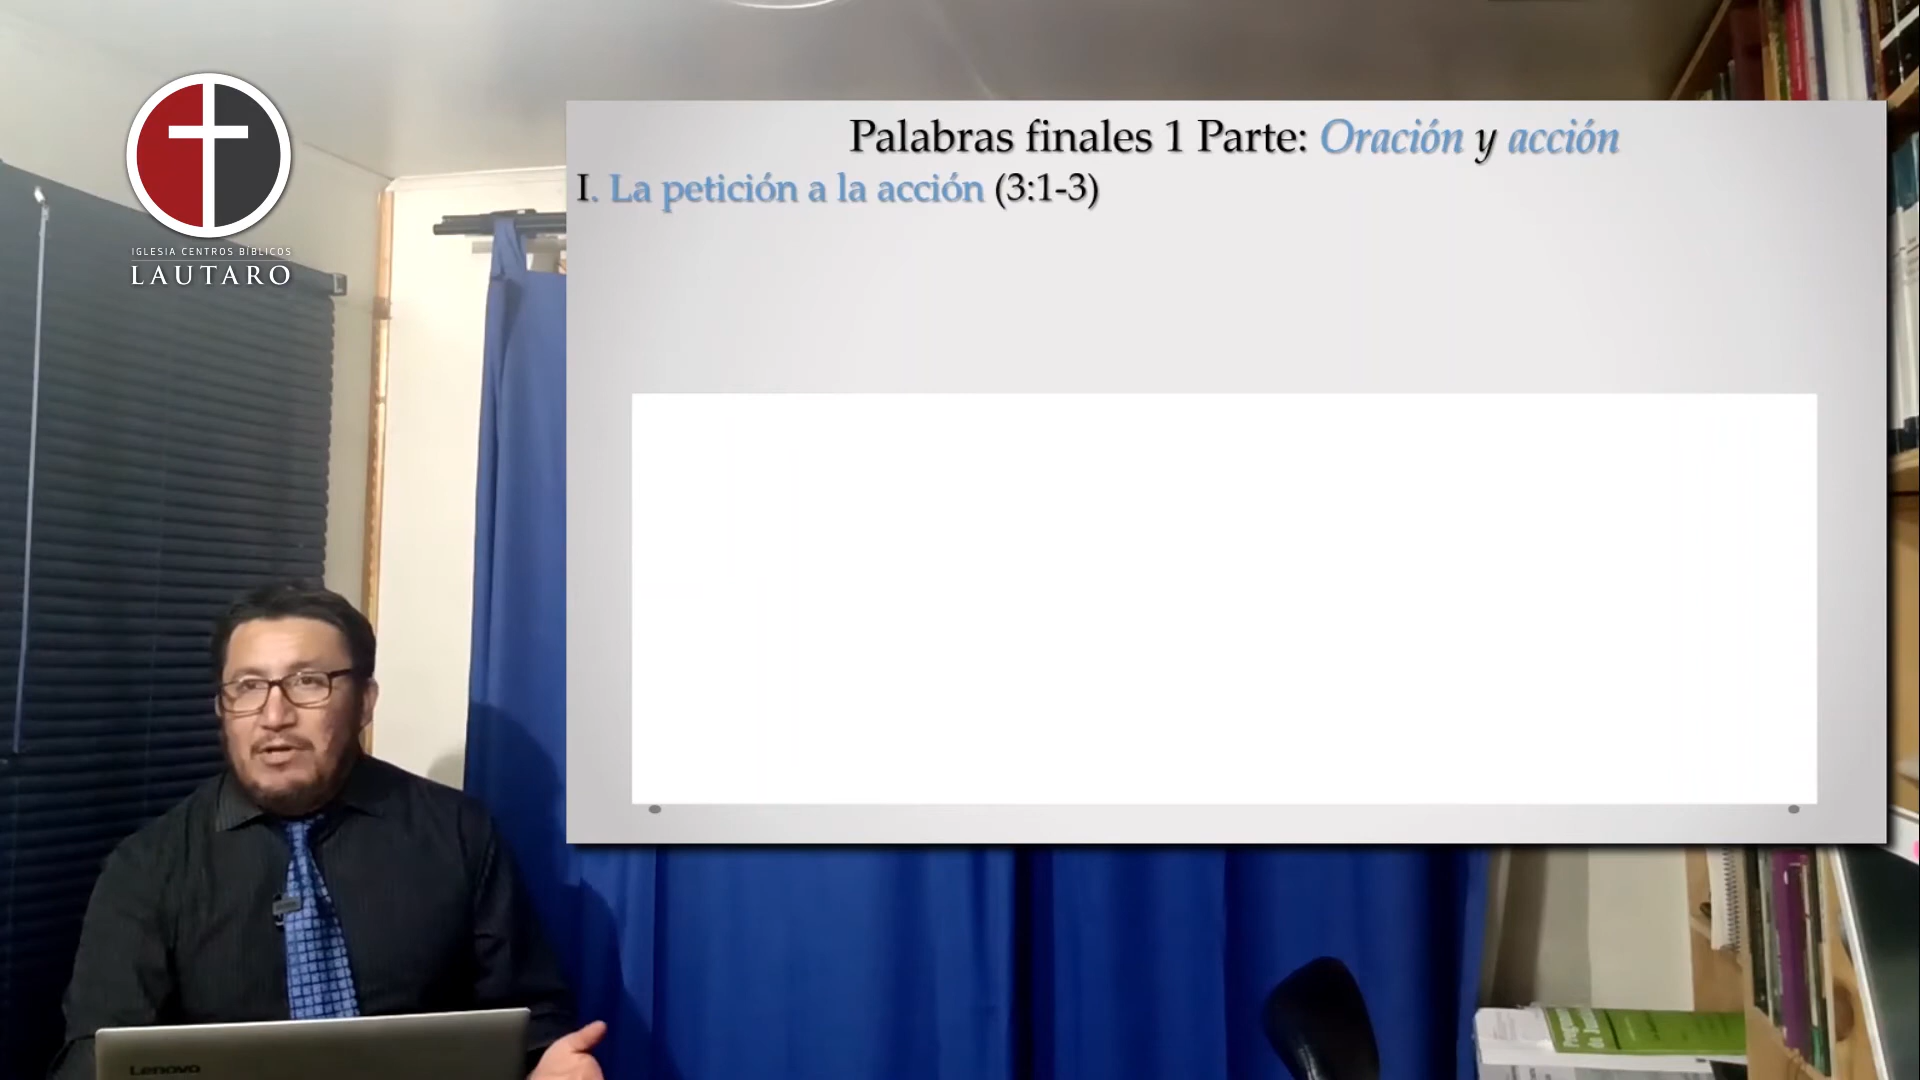 IGLESIA CENTROS BÍBLICOS
LAUTARO
Palabras finales 1 Parte: Oración y acción
I. La petición a la acción (3:1-3)
Lenovo